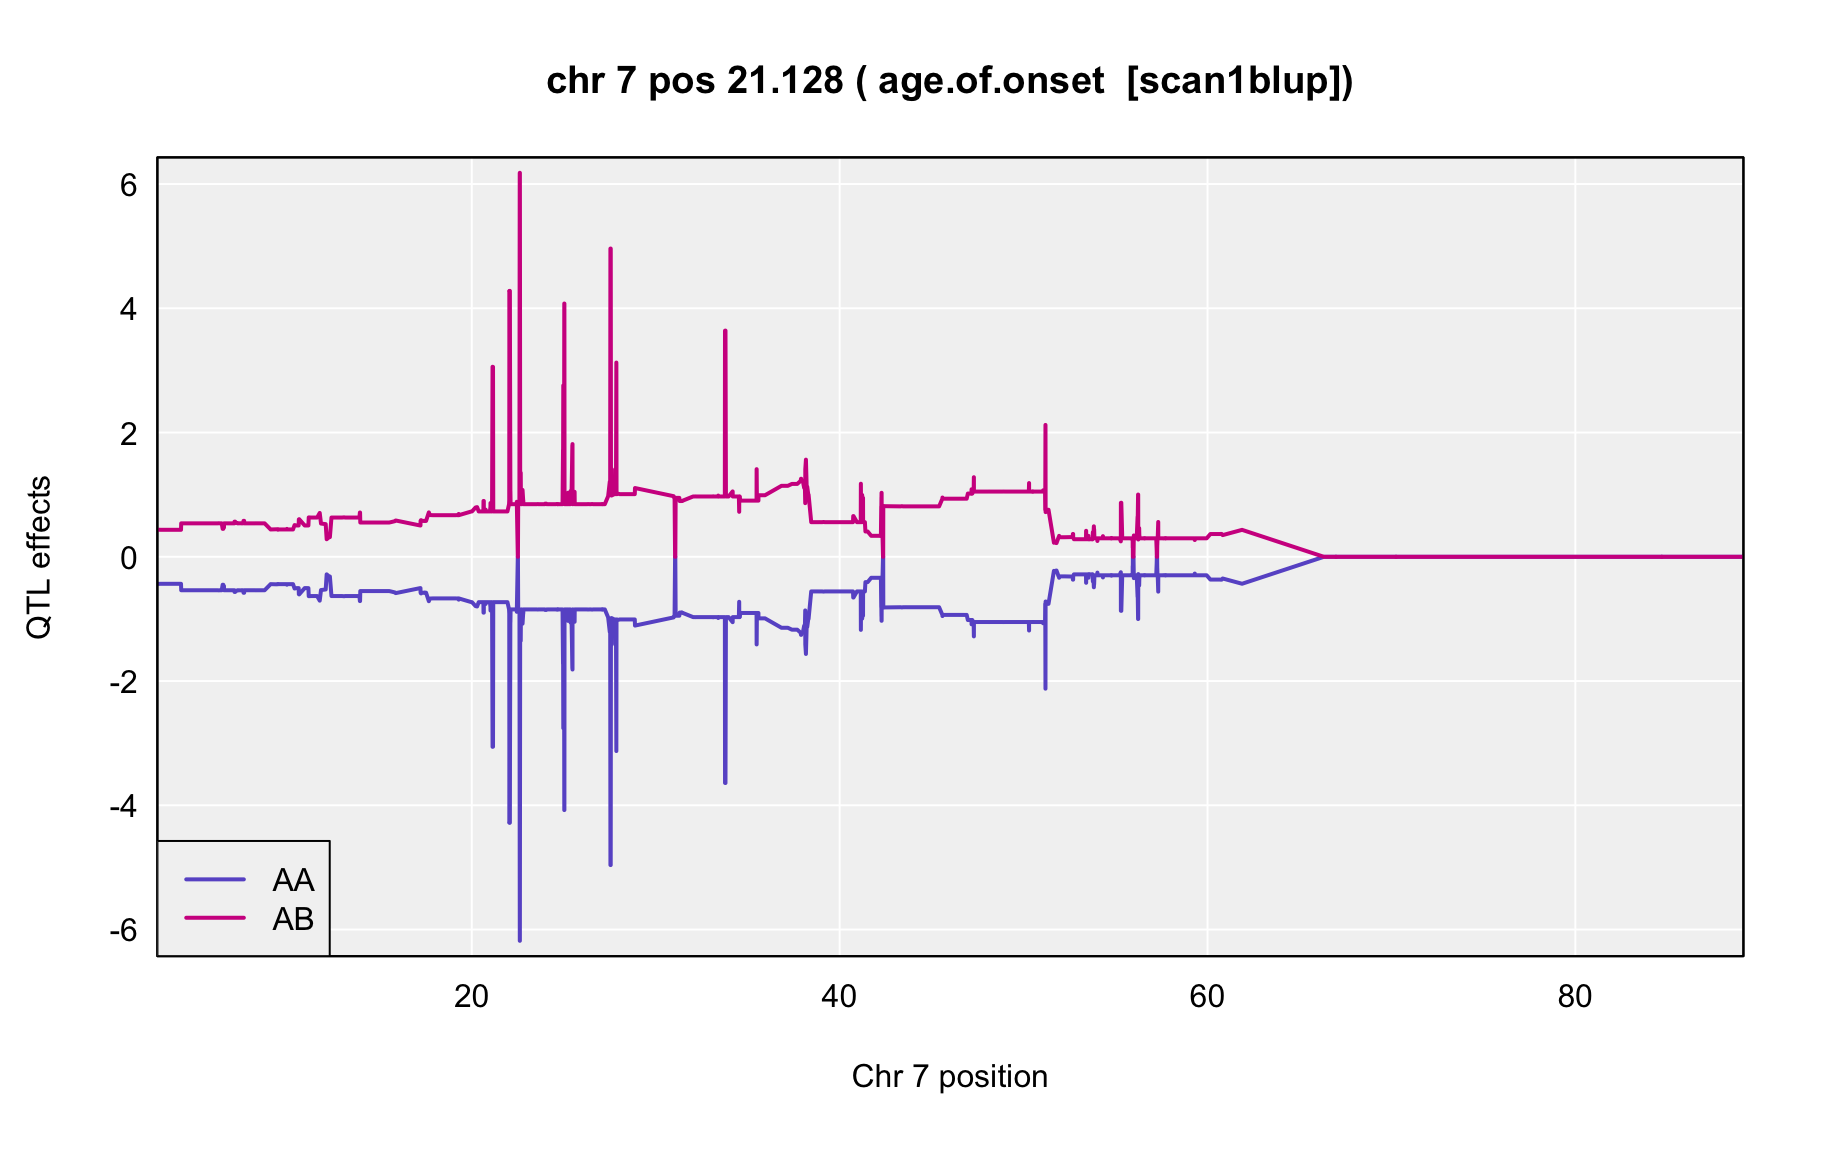 chr 7 pos 21.128 ( age.of.onset  [scan1blup])
QTL effects
6
4
2
0
-2
-4
-6
AA
AB
20 40 60 80
Chr 7 position